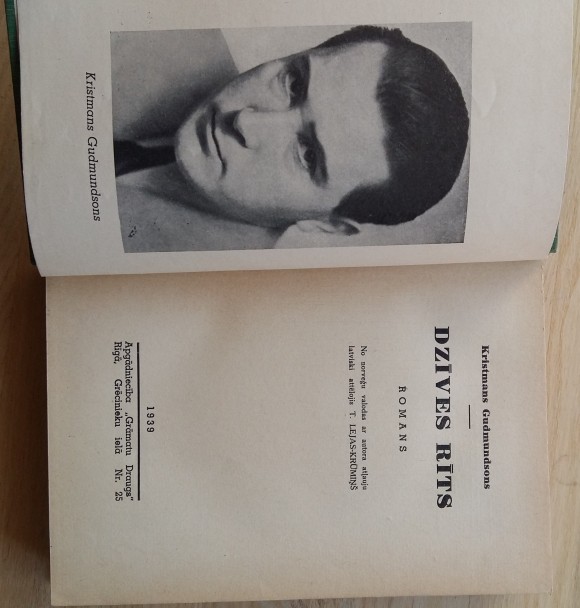 Kristmans Gudmundsons
Kristmans Gudmundsons
DZĪVES RĪTS
ROMANS
No norvēģu valodas ar autora atļauju
latviski attēlojis T. LEJAS-KRŪMIŅŠ
1939
Apgādniecība „Grāmatu Draugs“
Rīgā, Grēcinieku ielā Nr. 25